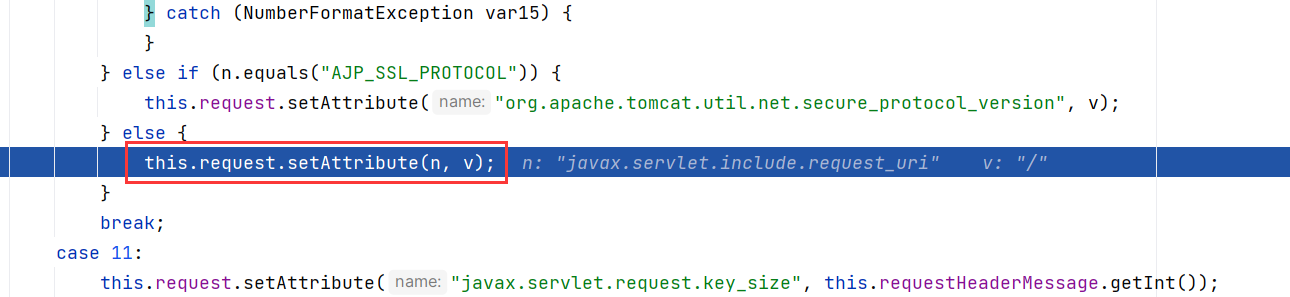 } catch (NumberFormatException var15) {
}
} else if (n.equals("AJP_SSL_PROTOCOL")) {
this.request.setAttribute( name: "org.apache.tomcat.util.net.secure_protocol_version", v);
} else {
this.request.setAttribute(n, v); n: "javax.servlet.include.request_uri" v: "/"
}
break;
case 11:
this.request.setAttribute( name: "javax.servlet.request.key_size", this.requestHeaderMessage.getInt());